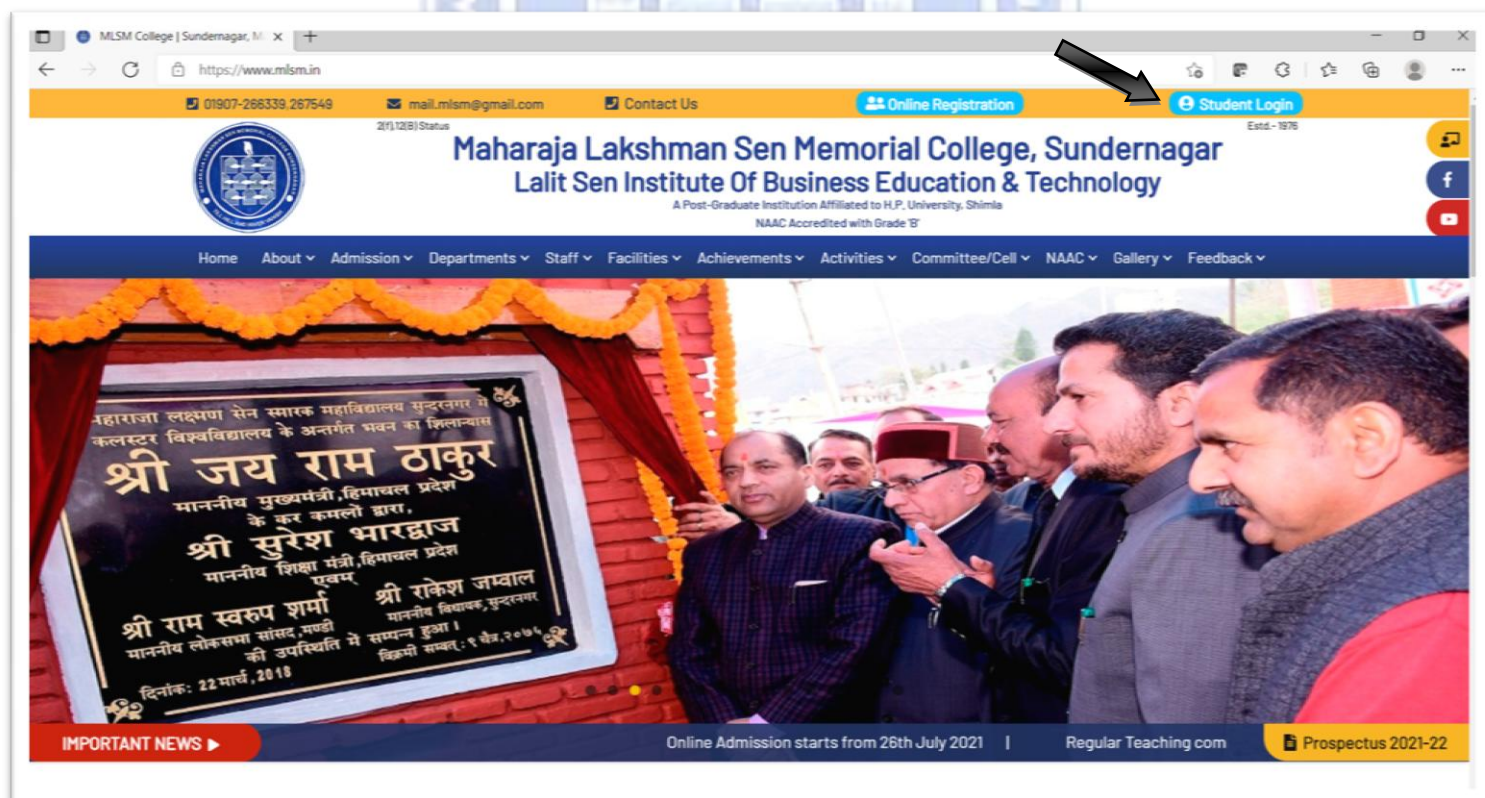 MLSM College | Sundernagar, M
https://www.mlsm.in
01907-266339,267549 mail.mlsm@gmail.com Contact Us Online Registration Student Login
2(f),12(B) Status Estd.- 1976
Maharaja Lakshman Sen Memorial College, Sundernagar
Lalit Sen Institute Of Business Education & Technology
A Post-Graduate Institution Affiliated to H.P. University, Shimla
NAAC Accredited with Grade 'B'
Home About Admission Departments Staff Facilities Achievements Activities Committee/Cell NAAC Gallery Feedback
महाराजा लक्ष्मण सेन स्मारक महाविद्यालय सुन्दरनगर में
कलस्टर विश्वविद्यालय के अन्तर्गत भवन का शिलान्यास
श्री जय राम ठाकुर
माननीय मुख्यमंत्री, हिमाचल प्रदेश
के कर कमलों द्वारा,
श्री सुरेश भारद्वाज
माननीय शिक्षा मंत्री, हिमाचल प्रदेश
एवम्
श्री राम स्वरुप शर्मा श्री राकेश जम्वाल
माननीय लोकसभा सांसद, मण्डी माननीय विधायक, सुन्दरनगर
की उपस्थिति में सम्पन्न हुआ।
दिनांक: 22 मार्च, 2018 विक्रमी सम्वत्: ९ चैत्र, २०७५
IMPORTANT NEWS Online Admission starts from 26th July 2021 | Regular Teaching com Prospectus 2021-22